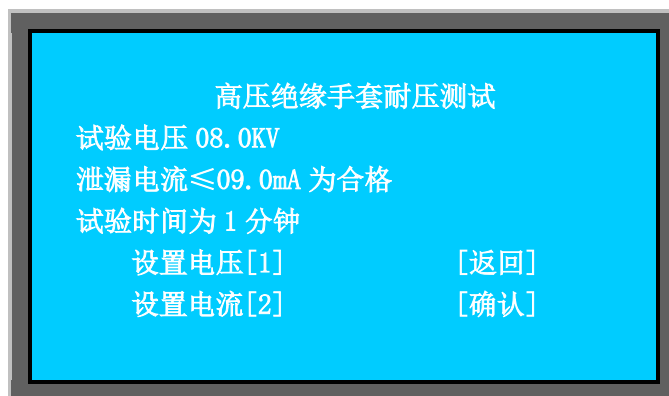 高压绝缘手套耐压测试
试验电压 08.0KV
泄漏电流≤09.0mA 为合格
试验时间为 1 分钟
设置电压[1] [返回]
设置电流[2] [确认]